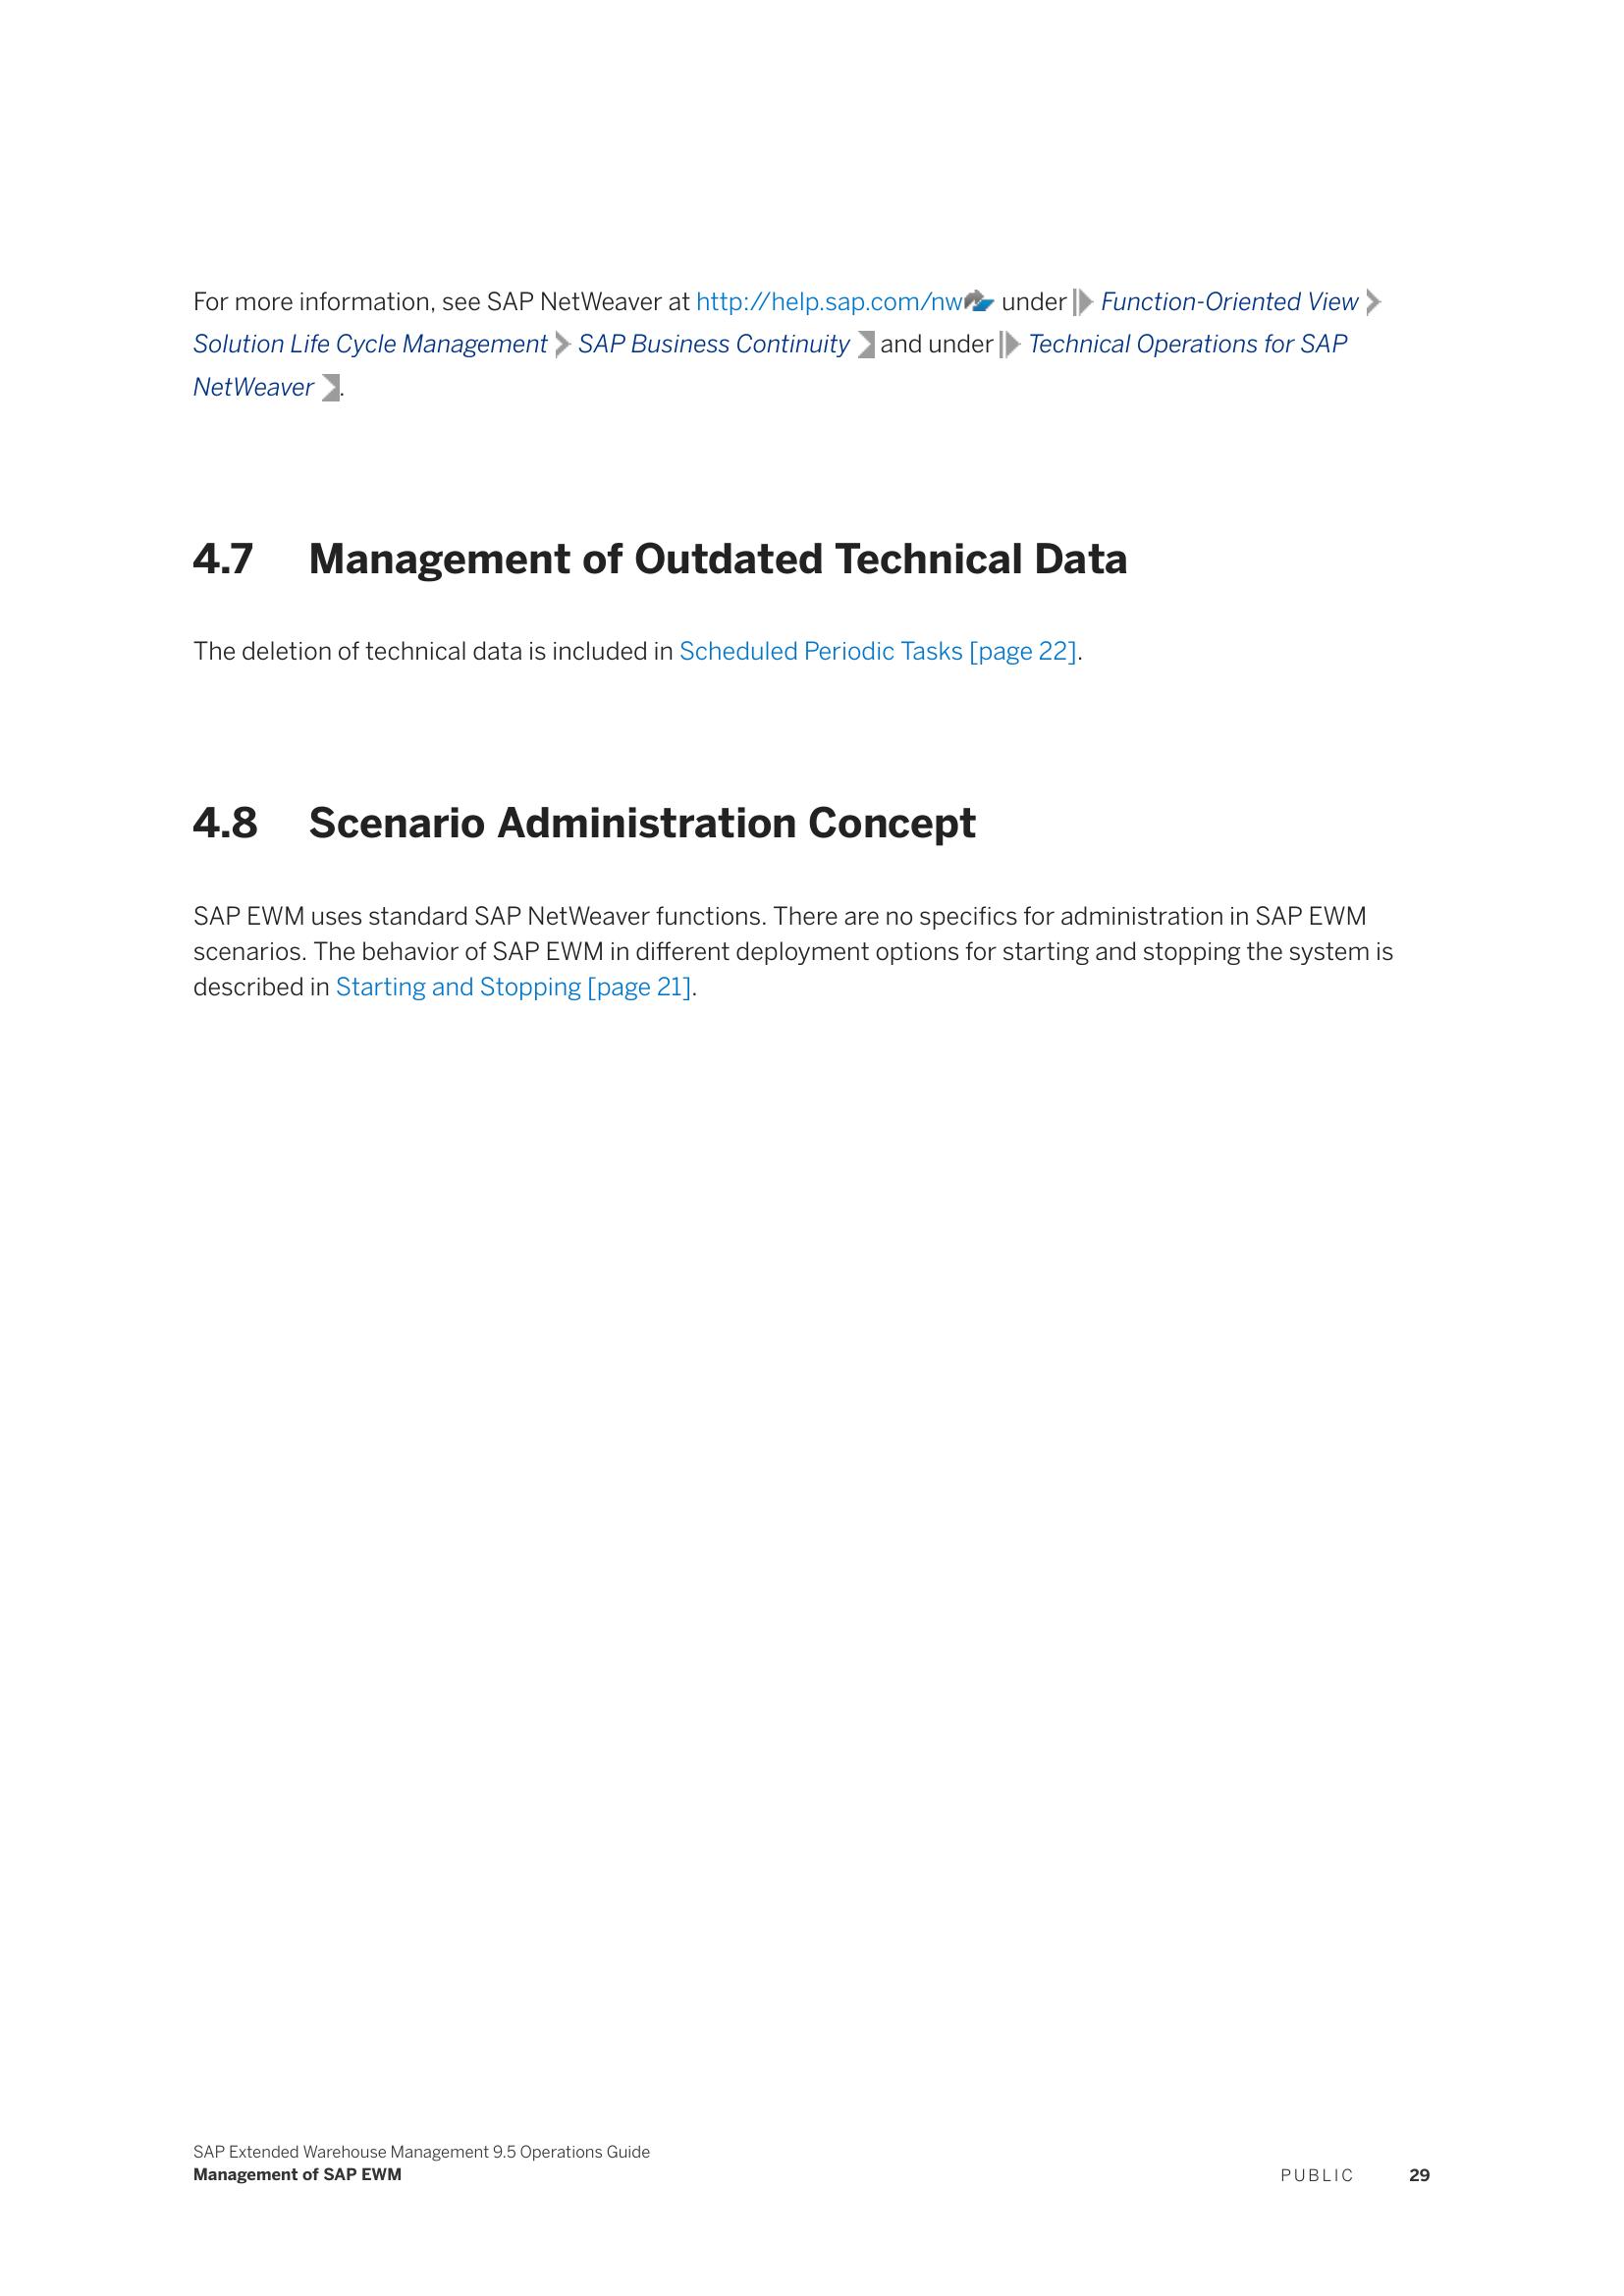 For more information, see SAP NetWeaver at http://help.sap.com/nw under Function-Oriented View
Solution Life Cycle Management SAP Business Continuity and under Technical Operations for SAP
NetWeaver .
4.7 Management of Outdated Technical Data
The deletion of technical data is included in Scheduled Periodic Tasks [page 22].
4.8 Scenario Administration Concept
SAP EWM uses standard SAP NetWeaver functions. There are no specifics for administration in SAP EWM
scenarios. The behavior of SAP EWM in different deployment options for starting and stopping the system is
described in Starting and Stopping [page 21].
SAP Extended Warehouse Management 9.5 Operations Guide
Management of SAP EWM
PUBLIC 29